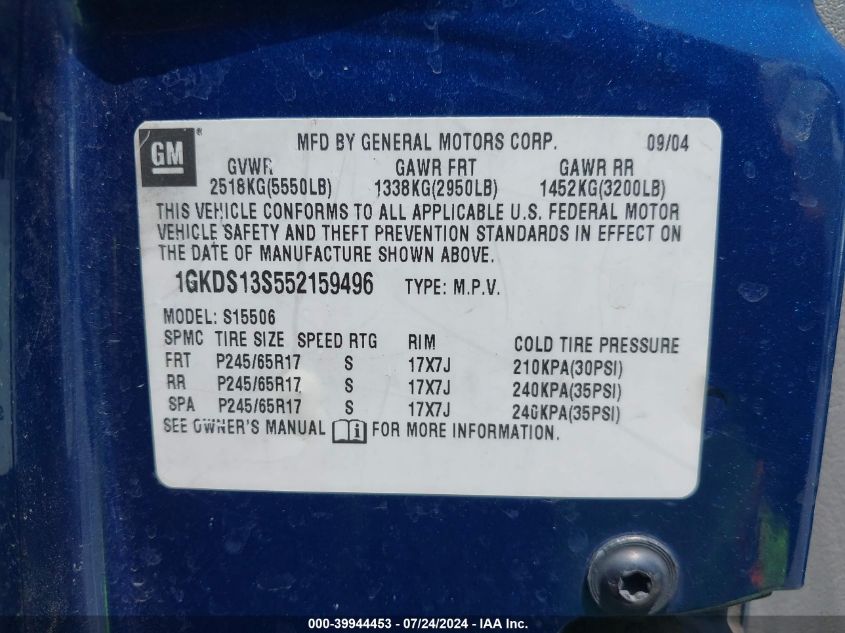 GM ® MFD BY GENERAL MOTORS CORP. 09/04
GVWR GAWR FRT GAWR RR
2518KG(5550LB) 1338KG(2950LB) 1452KG(3200LB)
THIS VEHICLE CONFORMS TO ALL APPLICABLE U.S. FEDERAL MOTOR
VEHICLE SAFETY AND THEFT PREVENTION STANDARDS IN EFFECT ON
THE DATE OF MANUFACTURE SHOWN ABOVE.
1GKDS13S552159496 TYPE: M.P.V.
MODEL: S15506
SPMC TIRE SIZE SPEED RTG RIM COLD TIRE PRESSURE
FRT P245/65R17 S 17X7J 210KPA(30PSI)
RR P245/65R17 S 17X7J 240KPA(35PSI)
SPA P245/65R17 S 17X7J 240KPA(35PSI)
SEE OWNER'S MANUAL i FOR MORE INFORMATION.
000-39944453 / 07/24/2024 - IAA Inc.